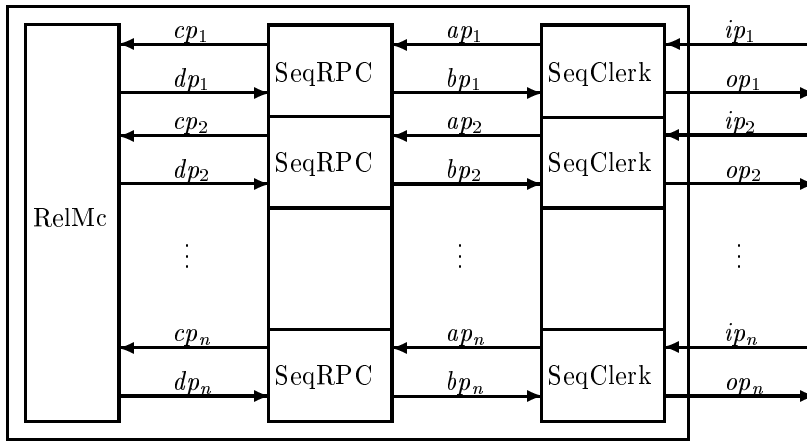 cp₁ ap₁ ip₁
SeqRPC SeqClerk
dp₁ bp₁ op₁
cp₂ ap₂ ip₂
SeqRPC SeqClerk
dp₂ bp₂ op₂
RelMc
⋮ ⋮ ⋮
cpₙ apₙ ipₙ
SeqRPC SeqClerk
dpₙ bpₙ opₙ